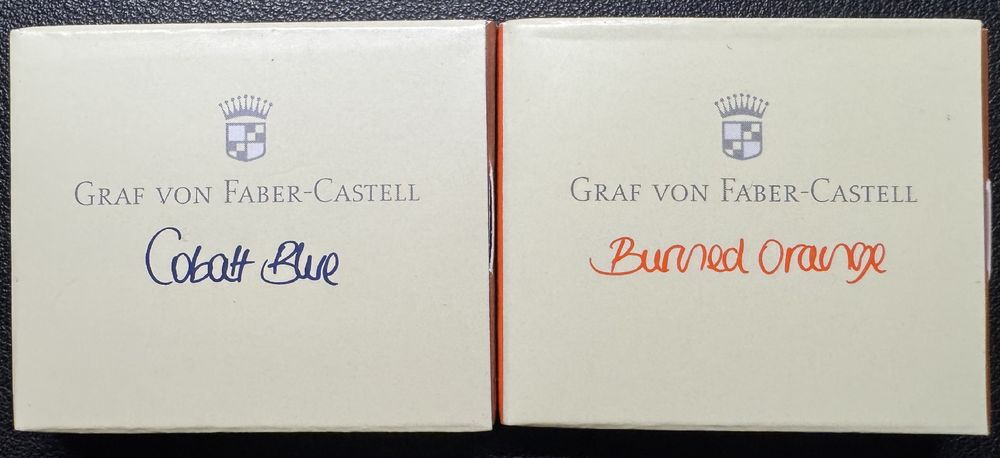 GRAF VON FABER-CASTELL
Cobalt Blue
GRAF VON FABER-CASTELL
Burned Orange